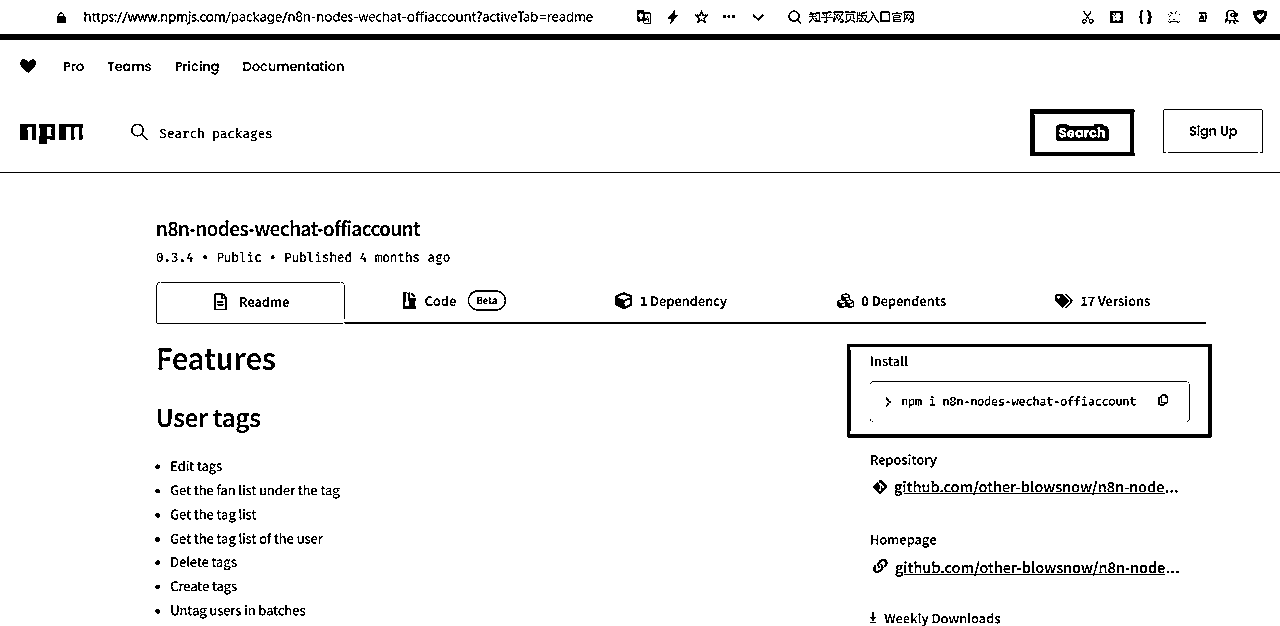 https://www.npmjs.com/package/n8n-nodes-wechat-offiaccount?activeTab=readme
知乎网页版入口官网
Pro Teams Pricing Documentation
npm Search packages Search Sign Up
n8n-nodes-wechat-offiaccount
0.3.4 • Public • Published 4 months ago
Readme Code Beta 1 Dependency 0 Dependents 17 Versions
Features
User tags
• Edit tags
• Get the fan list under the tag
• Get the tag list
• Get the tag list of the user
• Delete tags
• Create tags
• Untag users in batches
Install
npm i n8n-nodes-wechat-offiaccount
Repository
github.com/other-blowsnow/n8n-node...
Homepage
github.com/other-blowsnow/n8n-node...
Weekly Downloads